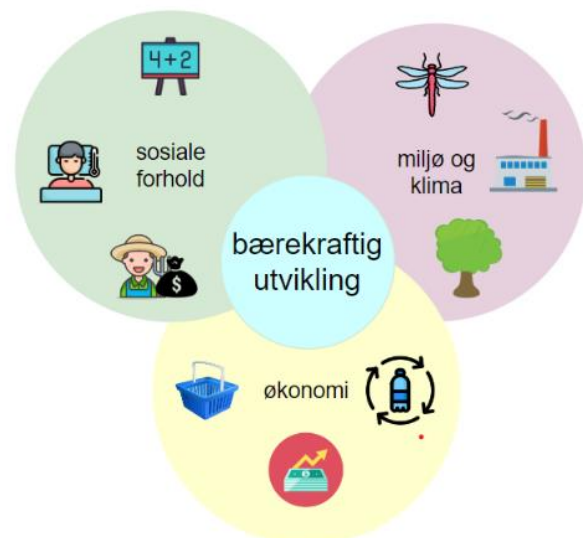 4+2
sosiale
forhold
miljø og
klima
bærekraftig
utvikling
$
økonomi